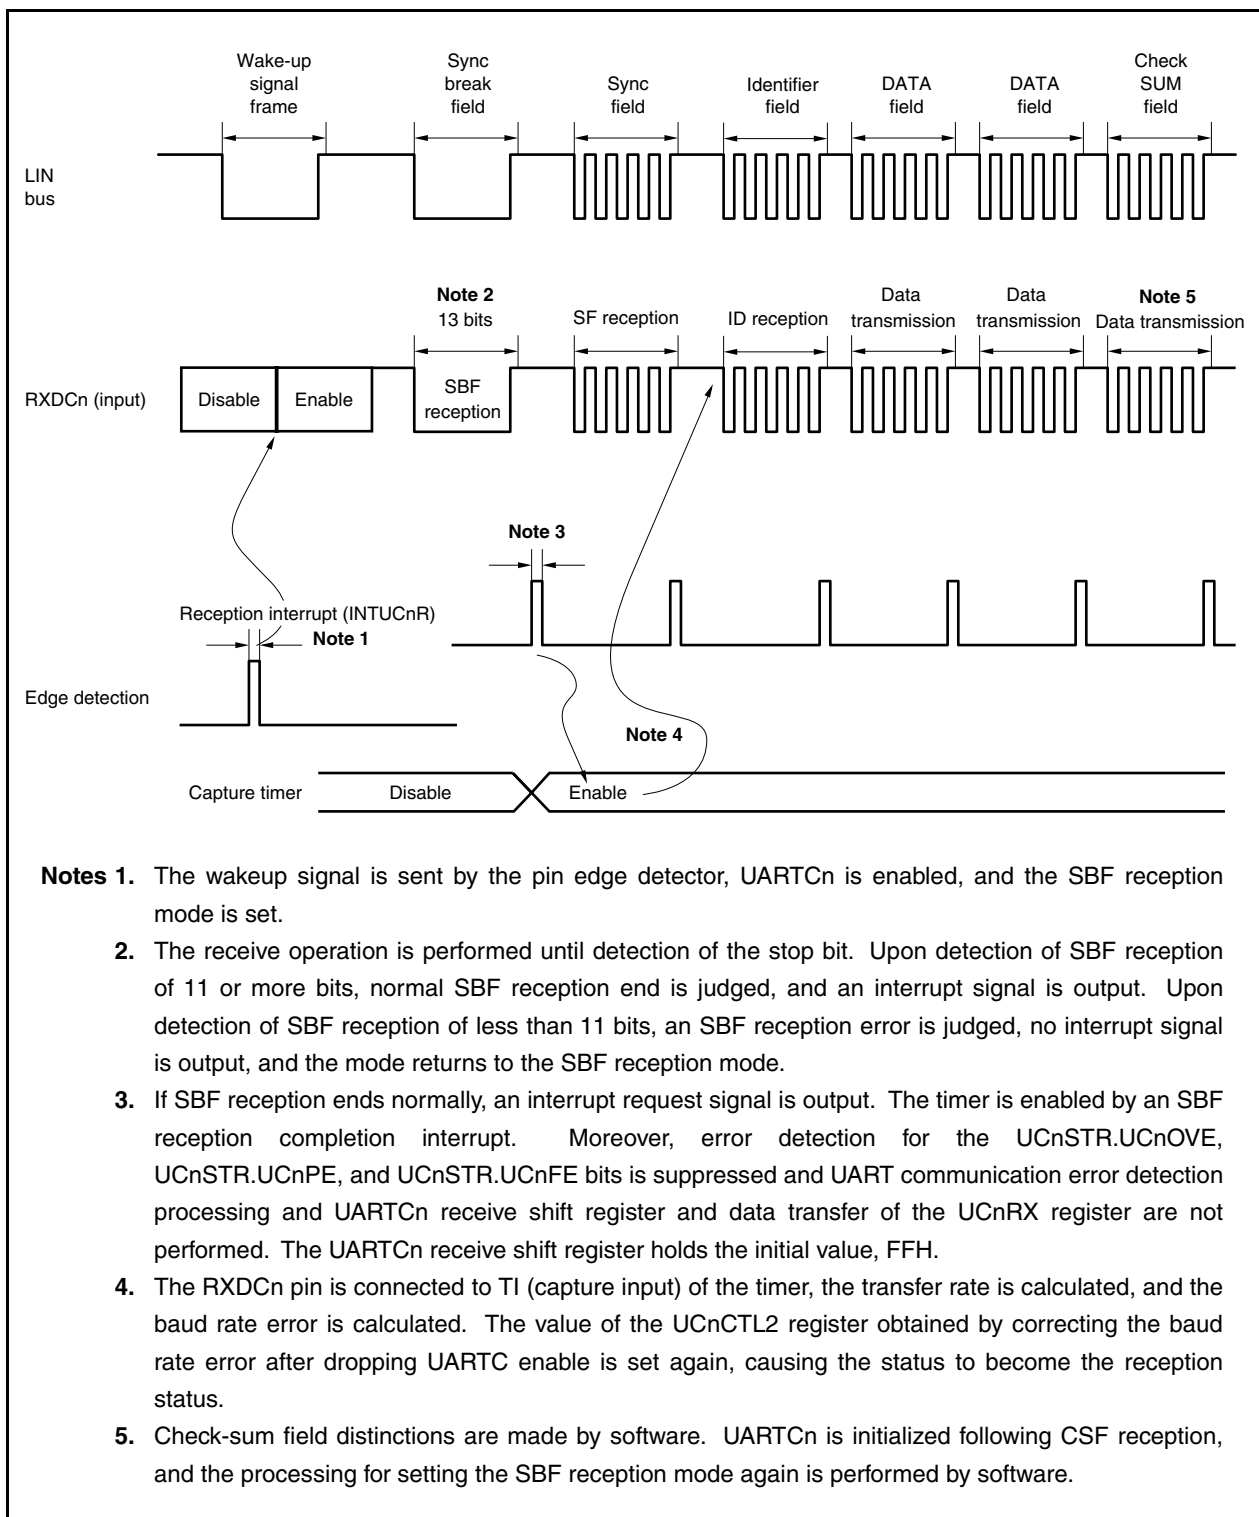 Wake-up
signal
frame
Sync
break
field
Sync
field
Identifier
field
DATA
field
DATA
field
Check
SUM
field
LIN
bus
Note 2
13 bits
SF reception
ID reception
Data
transmission
Data
transmission
Note 5
Data transmission
RXDCn (input)
Disable
Enable
SBF
reception
Note 3
Reception interrupt (INTUCnR)
Note 1
Edge detection
Note 4
Capture timer
Disable
Enable
Notes 1. The wakeup signal is sent by the pin edge detector, UARTCn is enabled, and the SBF reception
mode is set.
2. The receive operation is performed until detection of the stop bit. Upon detection of SBF reception
of 11 or more bits, normal SBF reception end is judged, and an interrupt signal is output. Upon
detection of SBF reception of less than 11 bits, an SBF reception error is judged, no interrupt signal
is output, and the mode returns to the SBF reception mode.
3. If SBF reception ends normally, an interrupt request signal is output. The timer is enabled by an SBF
reception completion interrupt. Moreover, error detection for the UCnSTR.UCnOVE,
UCnSTR.UCnPE, and UCnSTR.UCnFE bits is suppressed and UART communication error detection
processing and UARTCn receive shift register and data transfer of the UCnRX register are not
performed. The UARTCn receive shift register holds the initial value, FFH.
4. The RXDCn pin is connected to TI (capture input) of the timer, the transfer rate is calculated, and the
baud rate error is calculated. The value of the UCnCTL2 register obtained by correcting the baud
rate error after dropping UARTC enable is set again, causing the status to become the reception
status.
5. Check-sum field distinctions are made by software. UARTCn is initialized following CSF reception,
and the processing for setting the SBF reception mode again is performed by software.